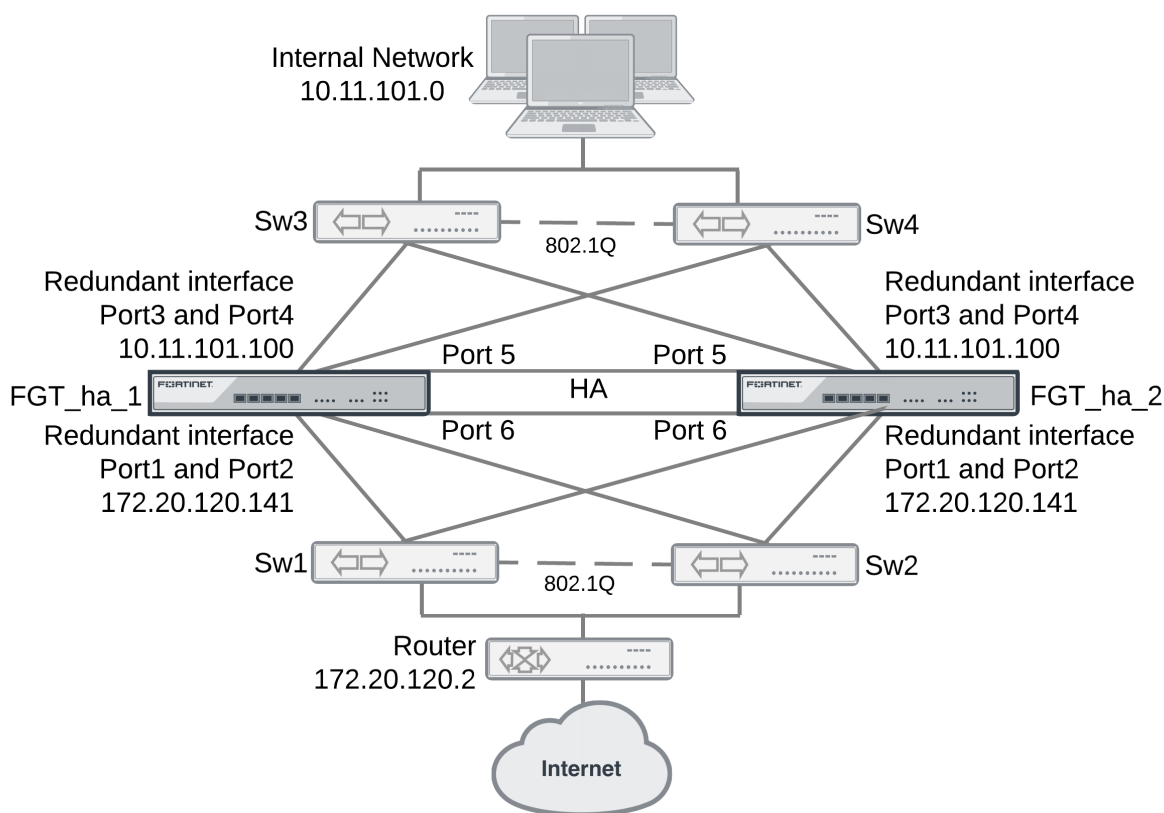 Internal Network
10.11.101.0
Sw3
802.1Q
Sw4
Redundant interface
Port3 and Port4
10.11.101.100
Redundant interface
Port3 and Port4
10.11.101.100
Port 5
Port 5
HA
FGT_ha_1
FORTINET
FORTINET
FGT_ha_2
Port 6
Port 6
Redundant interface
Port1 and Port2
172.20.120.141
Redundant interface
Port1 and Port2
172.20.120.141
Sw1
802.1Q
Sw2
Router
172.20.120.2
Internet